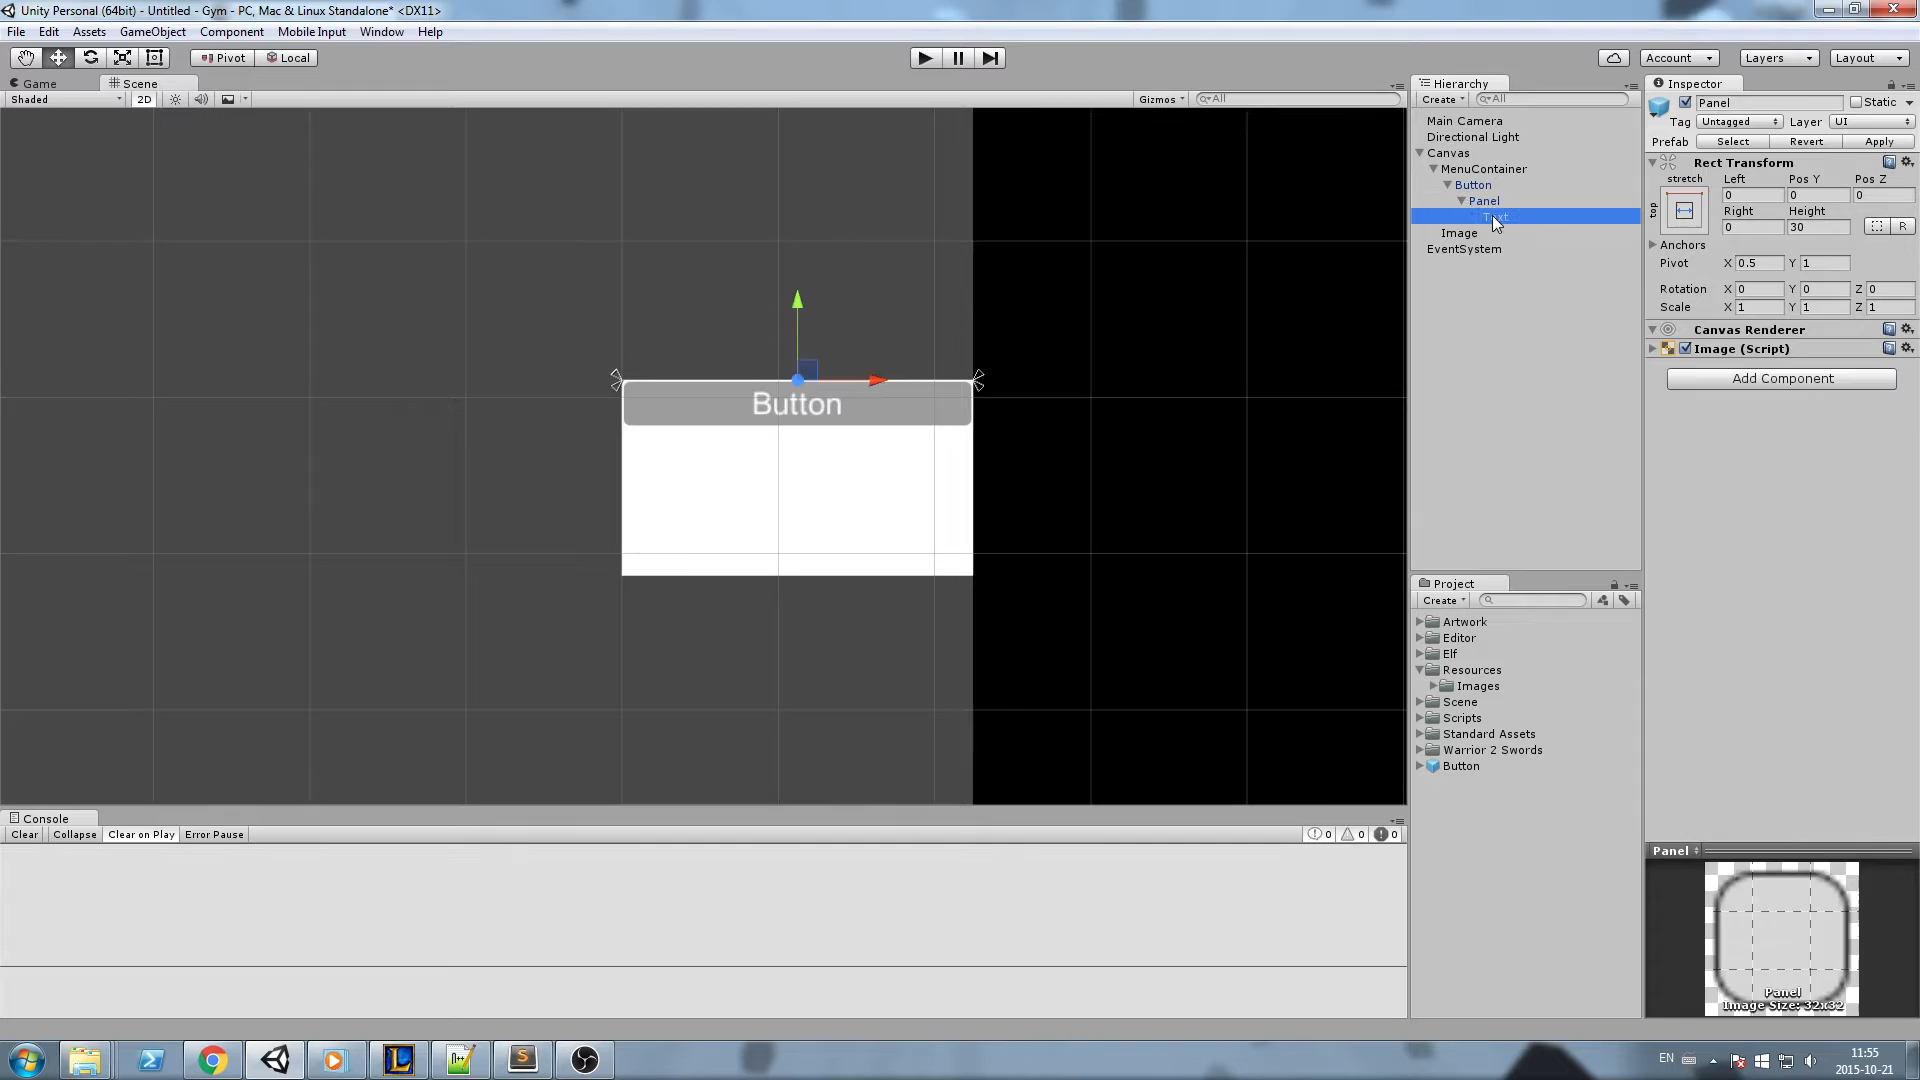 Unity Personal (64bit) - Untitled - Gym - PC, Mac & Linux Standalone* <DX11>
File Edit Assets GameObject Component Mobile Input Window Help
Pivot Local Account Layers Layout
Game Scene
Shaded 2D Gizmos All
Button
Hierarchy
Create All
Main Camera
Directional Light
Canvas
MenuContainer
Button
Panel
Text
Image
EventSystem
Project
Create
Artwork
Editor
Elf
Resources
Images
Scene
Scripts
Standard Assets
Warrior 2 Swords
Button
Inspector
Panel Static
Tag Untagged Layer UI
Prefab Select Revert Apply
Rect Transform
stretch Left Pos Y Pos Z
top 0 0 0
Right Height
0 30 R
Anchors
Pivot X 0.5 Y 1
Rotation X 0 Y 0 Z 0
Scale X 1 Y 1 Z 1
Canvas Renderer
Image (Script)
Add Component
Panel
Panel
Image Size: 32x32
Console
Clear Collapse Clear on Play Error Pause 0 0 0
EN 11:55
2015-10-21